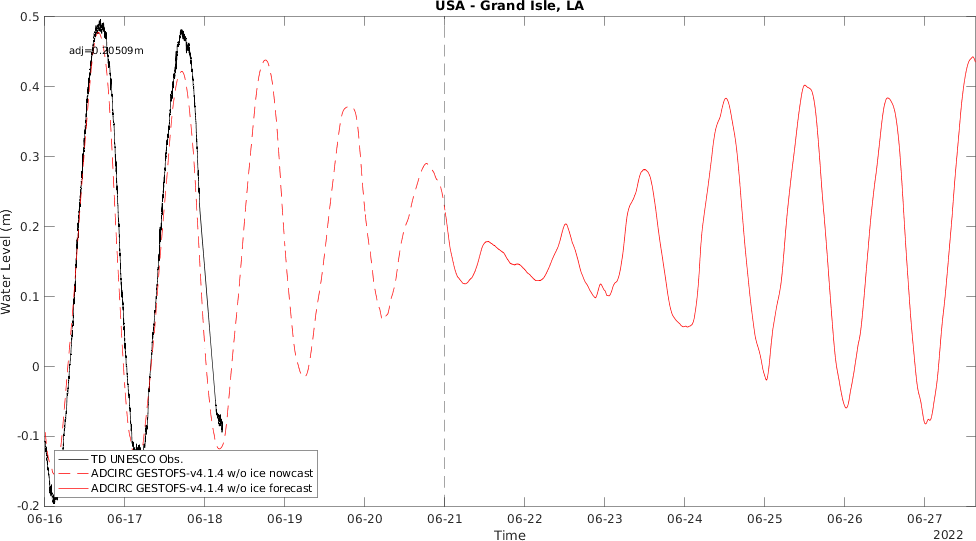 USA - Grand Isle, LA
adj=0.20509m
0.5
0.4
0.3
0.2
0.1
0
-0.1
-0.2
Water Level (m)
TD UNESCO Obs.
ADCIRC GESTOFS-v4.1.4 w/o ice nowcast
ADCIRC GESTOFS-v4.1.4 w/o ice forecast
06-16 06-17 06-18 06-19 06-20 06-21 06-22 06-23 06-24 06-25 06-26 06-27
Time
2022